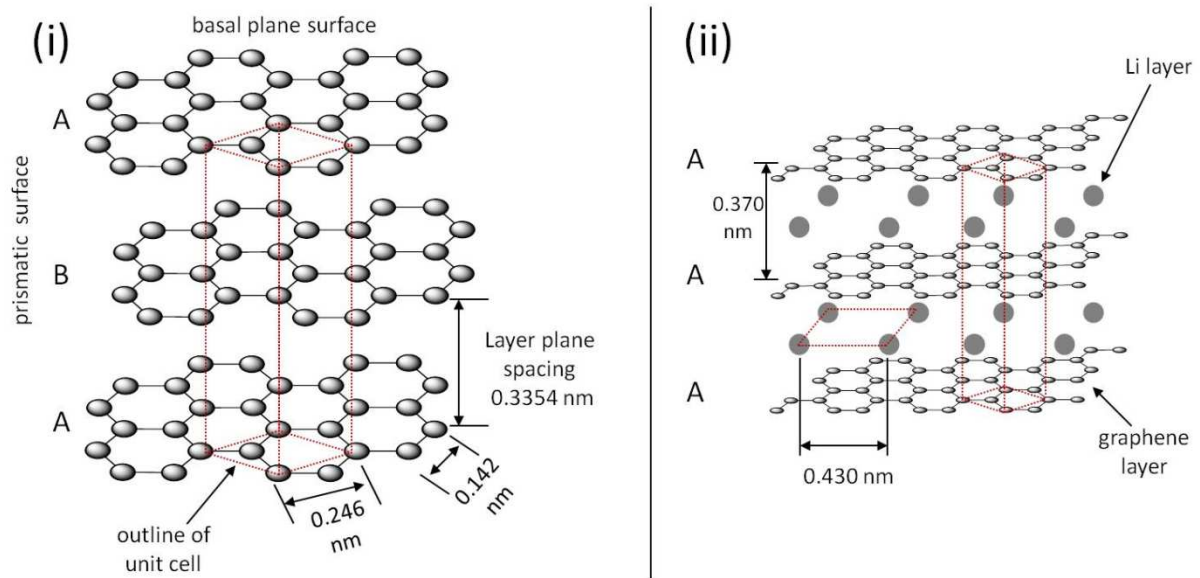 (i)
basal plane surface
prismatic surface
A
B
A
Layer plane
spacing
0.3354 nm
0.142
nm
0.246
nm
outline of
unit cell
(ii)
Li layer
A
0.370
nm
A
A
graphene
layer
0.430 nm